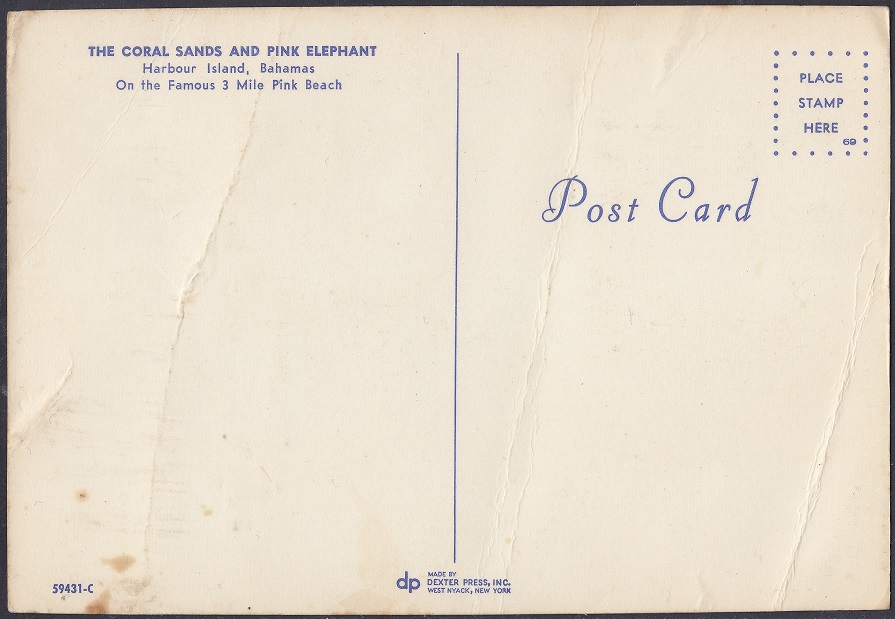 THE CORAL SANDS AND PINK ELEPHANT
Harbour Island, Bahamas
On the Famous 3 Mile Pink Beach
PLACE
STAMP
HERE
69
Post Card
59431-C
dp
MADE BY
DEXTER PRESS, INC.
WEST NYACK, NEW YORK